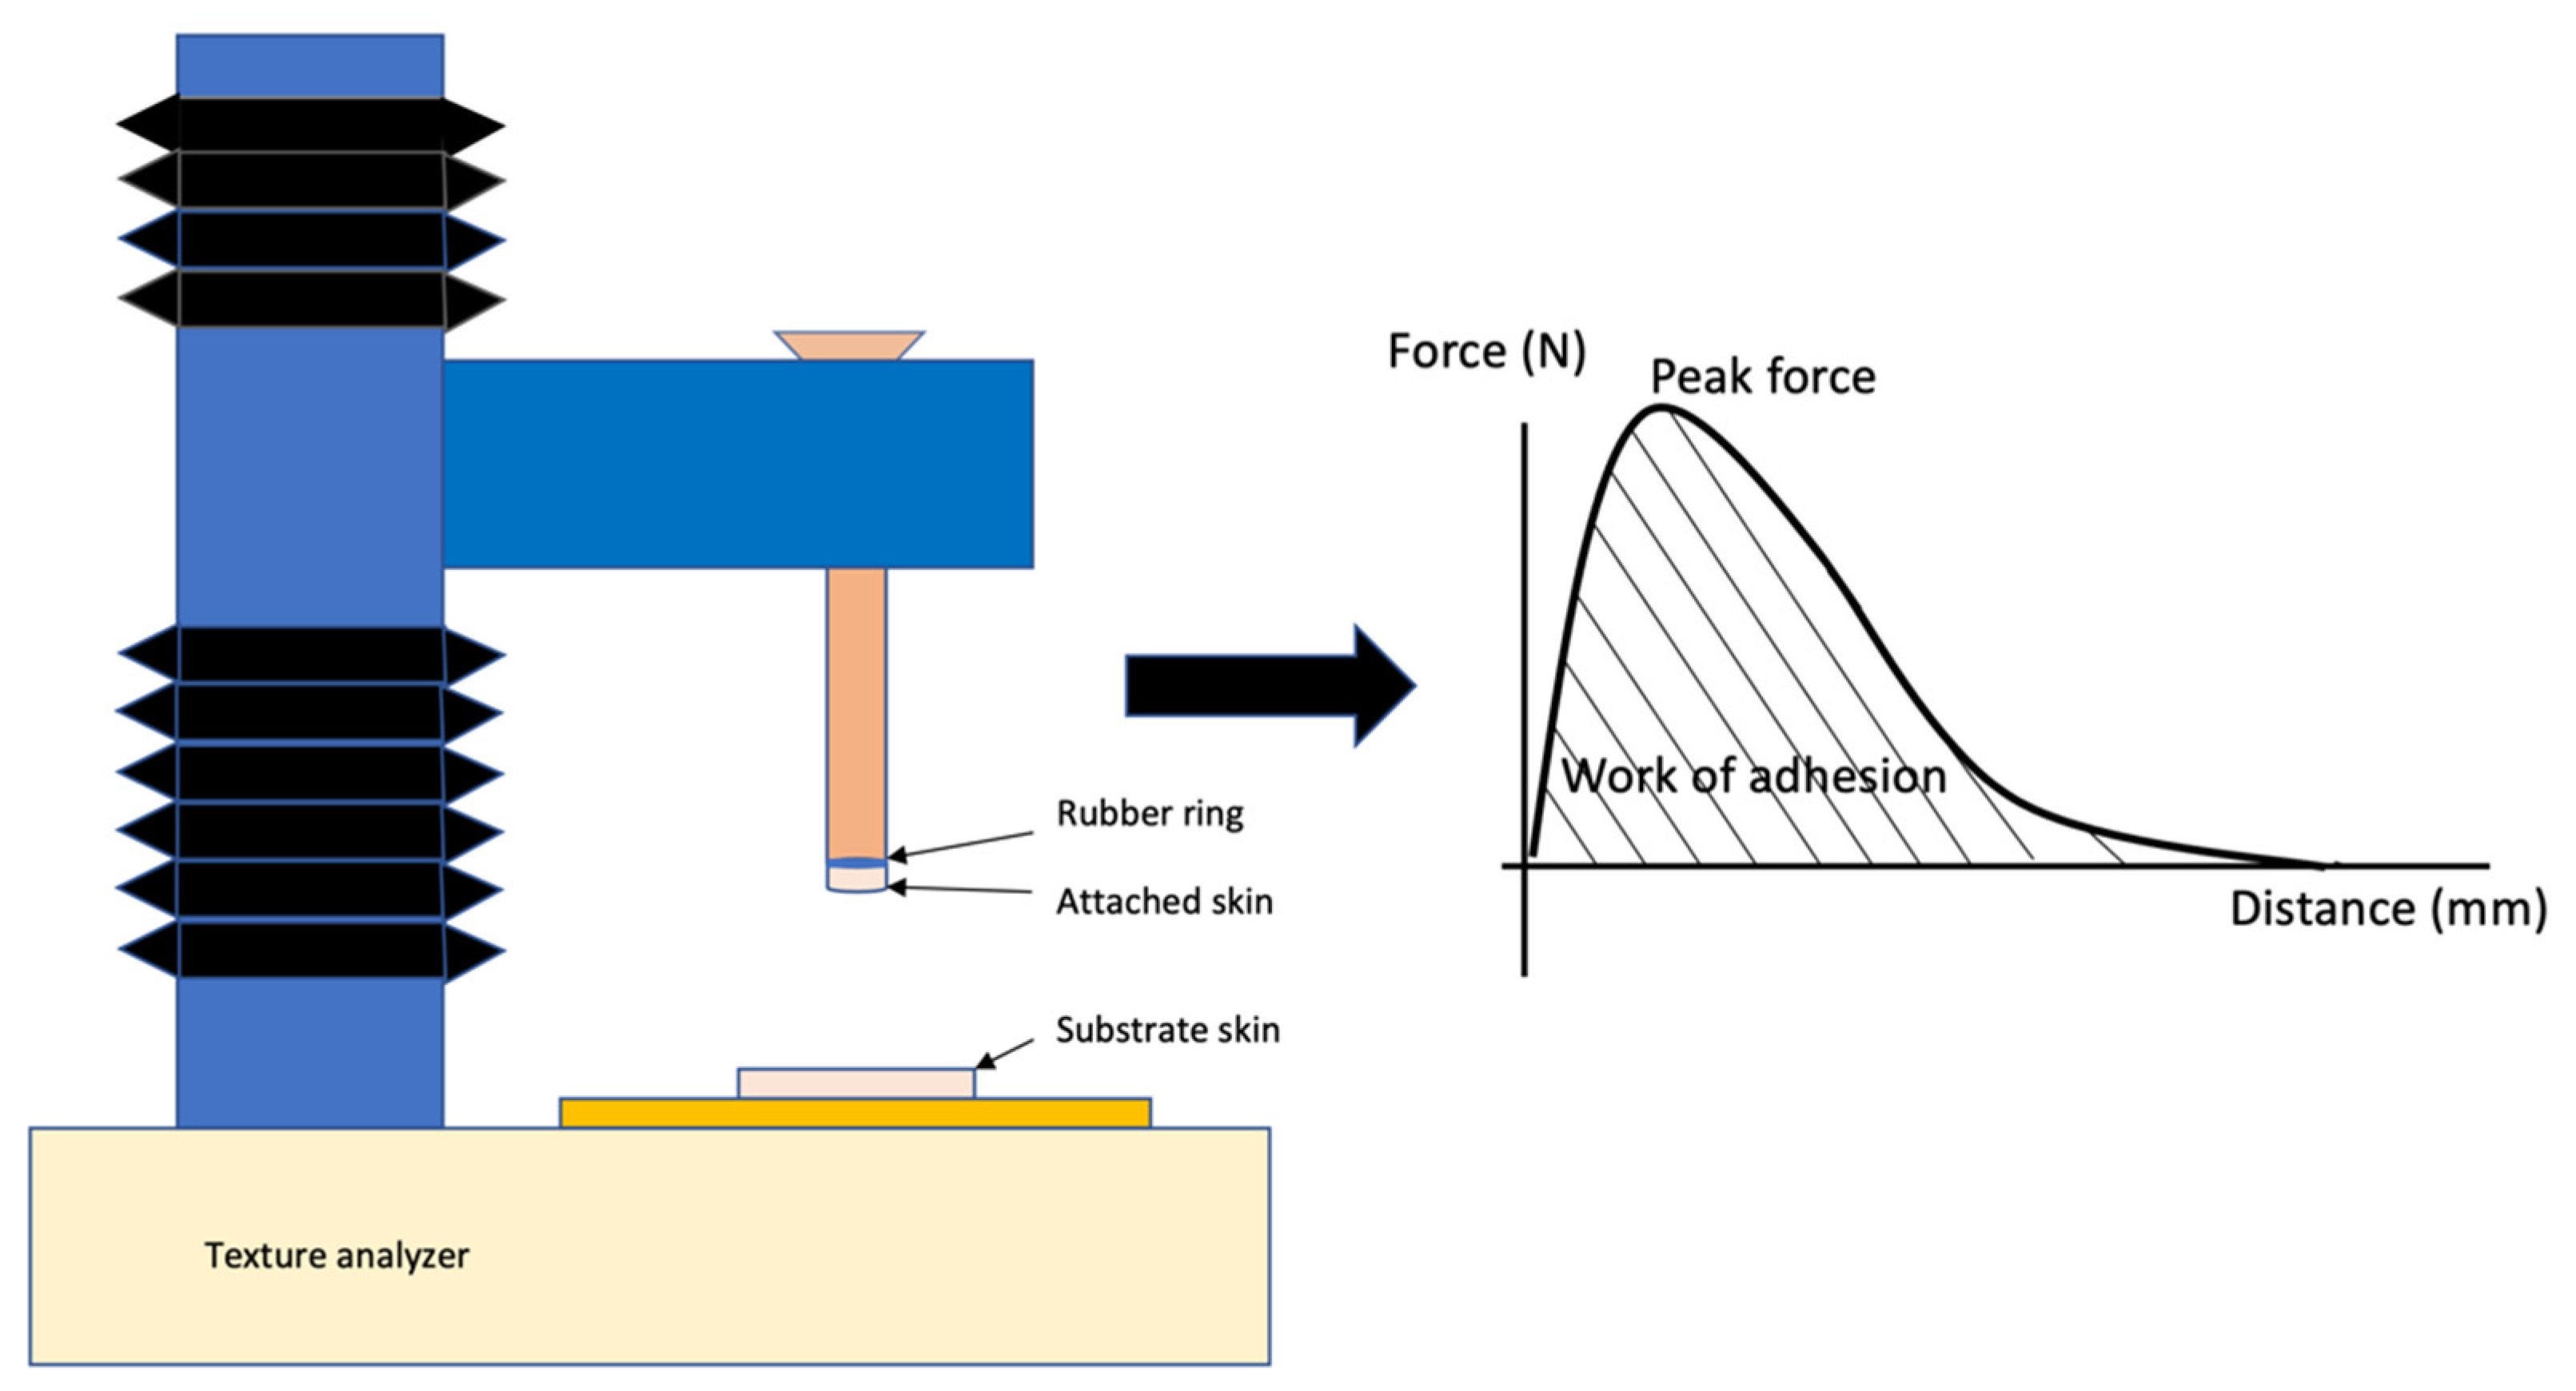 Force (N)
Peak force
Work of adhesion
Distance (mm)
Rubber ring
Attached skin
Substrate skin
Texture analyzer